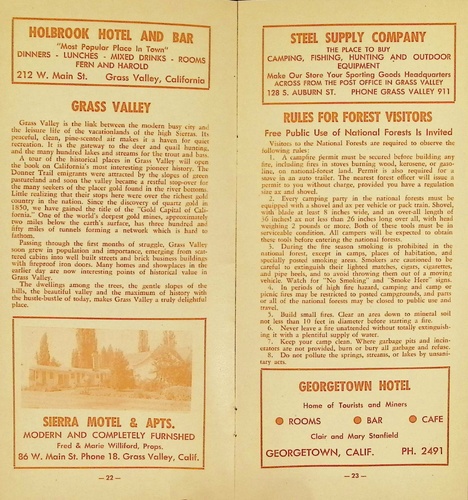 HOLBROOK HOTEL AND BAR
"Most Popular Place In Town"
DINNERS - LUNCHES - MIXED DRINKS - ROOMS
FERN AND HAROLD
212 W. Main St. Grass Valley, California
GRASS VALLEY
Grass Valley is the link between the modern busy city and
the leisure life of the vacationlands of the high Sierras. Its
peaceful, clean, pine-scented air makes it a haven for quiet
recreation. It is the gateway to the deer and quail hunting,
and the many hundred lakes and streams for the trout and bass.
A tour of the historical places in Grass Valley will open
the book on California's most interesting pioneer history. The
Donner Trail emigrants were attracted by the slopes of green
pastureland and soon the valley became a restful stop-over for
the many seekers of the placer gold found in the river bottoms.
Little realizing that their stops here were over the richest gold
country in the nation. Since the discovery of quartz gold in
1850, we have gained the title of the "Gold Capital of Cali-
fornia." One of the world's deepest gold mines, approximately
two miles below the earth's surface, has three hundred and
fifty miles of tunnels forming a network which is hard to
fathom.
Passing through the first months of struggle, Grass Valley
soon grew in population and importance, emerging from scat-
tered cabins into well built streets and brick business buildings
with fireproof iron doors. Many homes and doorplates in the
earlier day are now interesting points of historical value in
Grass Valley.
The dwellings among the trees, the gentle slopes of the
hills, the beautiful valley and the maximum of history with
the hustle-bustle of today, makes Grass Valley a truly delightful
place.
SIERRA MOTEL & APTS.
MODERN AND COMPLETELY FURNSHED
Fred & Marie Williford, Props.
86 W. Main St. Phone 18. Grass Valley, Calif.
— 22 —
STEEL SUPPLY COMPANY
THE PLACE TO BUY
CAMPING, FISHING, HUNTING AND OUTDOOR
EQUIPMENT
Make Our Store Your Sporting Goods Headquarters
ACROSS FROM THE POST OFFICE IN GRASS VALLEY
128 S. AUBURN ST. PHONE GRASS VALLEY 911
RULES FOR FOREST VISITORS
Free Public Use of National Forests Is Invited
Visitors to the National Forests are required to observe the
following rules:
1. A campfire permit must be secured before building any
fire, including fires in stoves burning wood, kerosene, or gaso-
line, on national-forest land. Permit is also required for a
stove in an auto trailer. The nearest forest officer will issue a
permit to you without charge, provided you have a regulation
size axe and shovel.
2. Every camping party in the national forests must be
equipped with a shovel and ax per vehicle or pack train. Shovel,
with blade at least 8 inches wide, and an over-all length of
36 inches; ax not less than 26 inches long over all, with head
weighing 2 pounds or more. Both of these tools must be in
serviceable condition. All campers will be expected to obtain
these tools before entering the national forests.
3. During the fire season smoking is prohibited in the
national forest, except in camps, places of habitation, and
specially posted smoking areas. Smokers are cautioned to be
careful to extinguish their lighted matches, cigars, cigarettes,
and pipe heels, and to avoid throwing them out of a moving
vehicle. Watch for "No Smoking" and "Smoke Here" signs.
4. In periods of high fire hazard, camping and camp or
picnic fires may be restricted to posted campgrounds, and parts
or all of the national forests may be closed to public use and
travel.
5. Build small fires. Clear an area down to mineral soil
not less than 10 feet in diameter before starting a fire.
6. Never leave a fire unattended without totally extinguish-
ing it with a plentiful supply of water.
7. Keep your camp clean. Where garbage pits and incin-
erators are not provided, burn or bury all garbage and refuse.
8. Do not pollute the springs, streams, or lakes by unsani-
tary acts.
GEORGETOWN HOTEL
Home of Tourists and Miners
ROOMS BAR CAFE
Clair and Mary Stanfield
GEORGETOWN, CALIF. PH. 2491
— 23 —